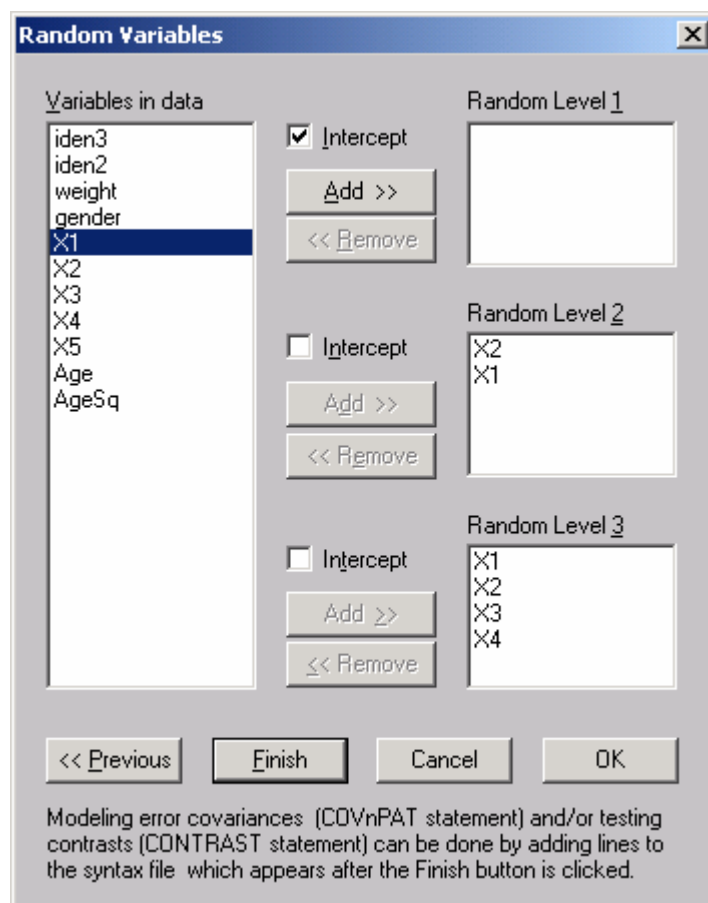 Random Variables
Variables in data
iden3
iden2
weight
gender
X1
X2
X3
X4
X5
Age
AgeSq
Intercept
Add >>
<< Remove
Random Level 1
Intercept
Add >>
<< Remove
Random Level 2
X2
X1
Intercept
Add >>
<< Remove
Random Level 3
X1
X2
X3
X4
<< Previous
Finish
Cancel
OK
Modeling error covariances (COVnPAT statement) and/or testing
contrasts (CONTRAST statement) can be done by adding lines to
the syntax file which appears after the Finish button is clicked.